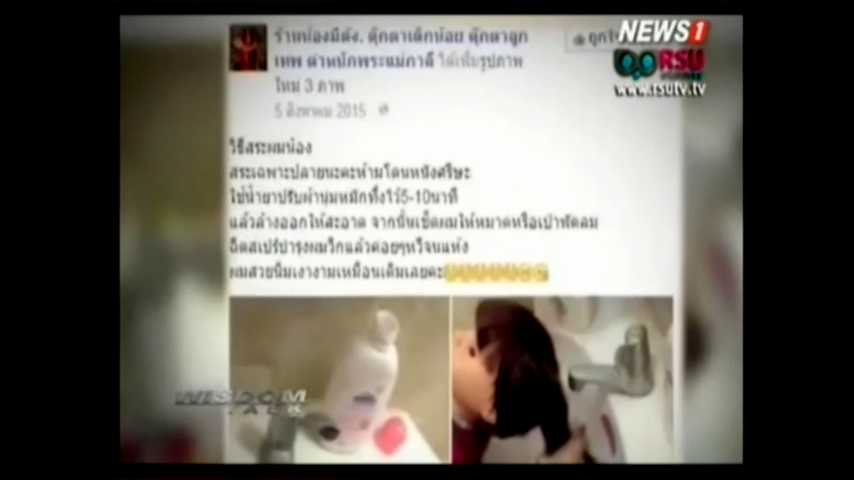 ร้านน้องมีตัง. ตุ๊กตาเด็กน้อย ตุ๊กตาลูก
เทพ ตำหนักพระแม่กาลี ได้เพิ่มรูปภาพ
ใหม่ 3 ภาพ
5 สิงหาคม 2015
NEWS1
RSU
www.rsutv.tv
วิธีสระผมน้อง
สระเฉพาะปลายนะคะห้ามโดนหนังศรีษะ
ใช้น้ำยาปรับผ้านุ่มหมักทิ้งไว้5-10นาที
แล้วล้างออกให้สะอาด จากนั้นเช็ดผมให้หมาดหรือเป่าพัดลม
ฉีดสเปร์บำรุงผมวิกแล้วค่อยๆหวีจนแห้ง
ผมสวยนิ่มเงางามเหมือนเดิมเลยคะ